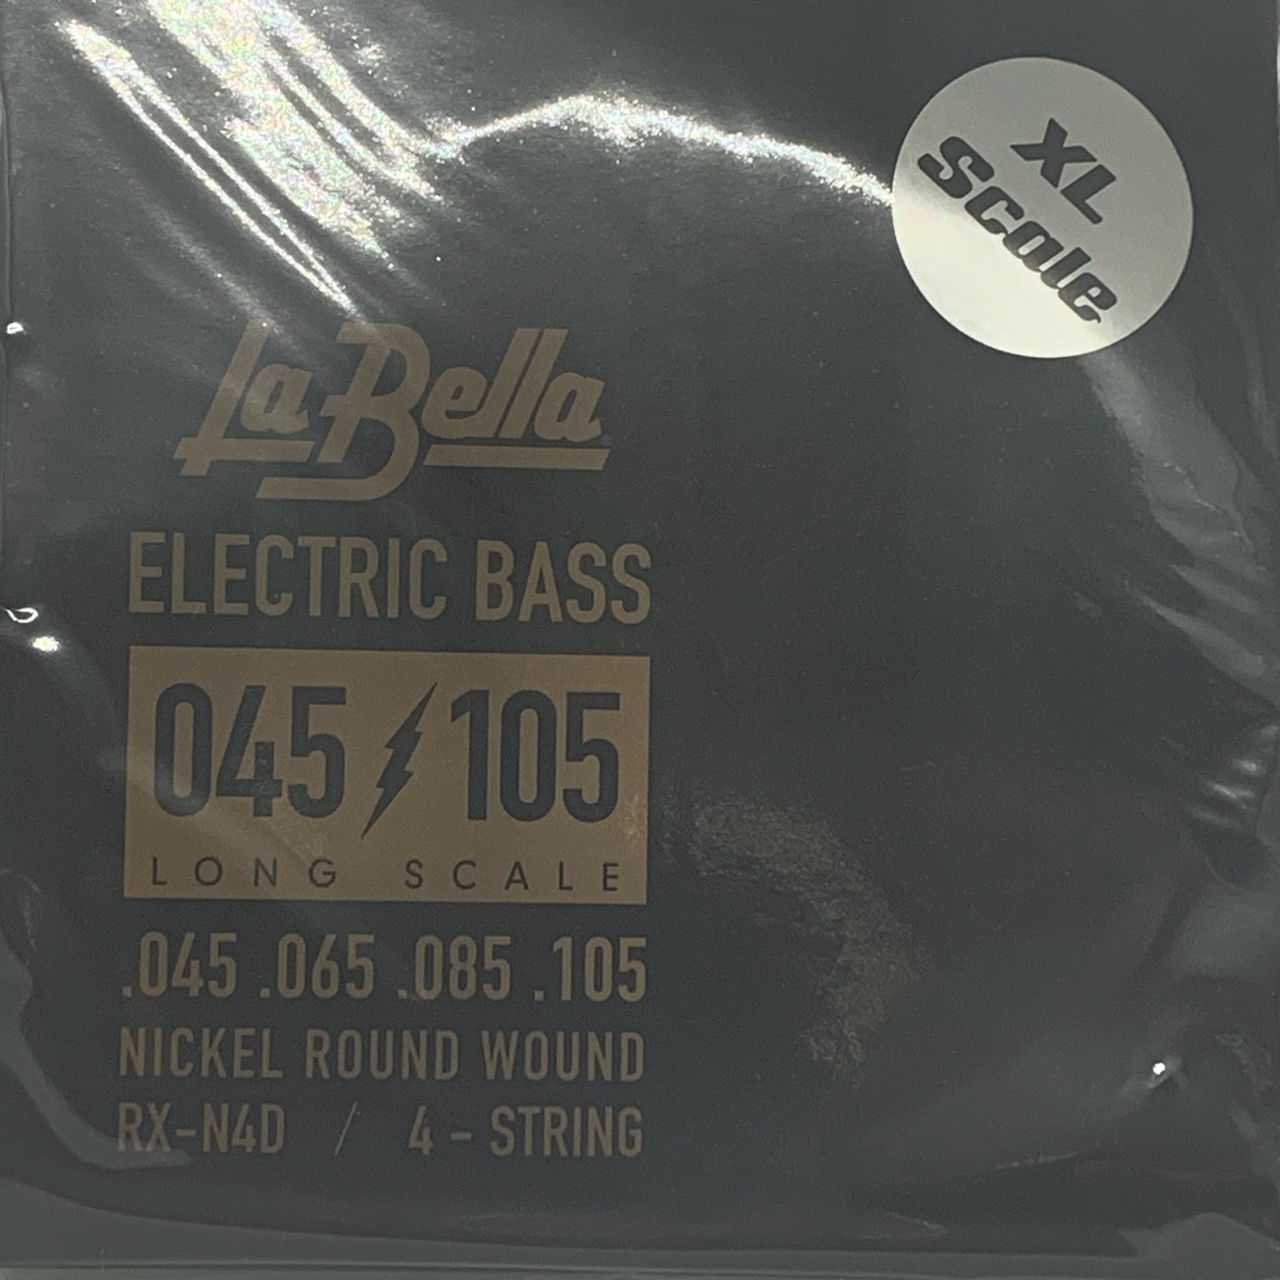 XL
Scale
La Bella
ELECTRIC BASS
045 105
LONG SCALE
.045 .065 .085 .105
NICKEL ROUND WOUND
RX-N4D / 4 - STRING